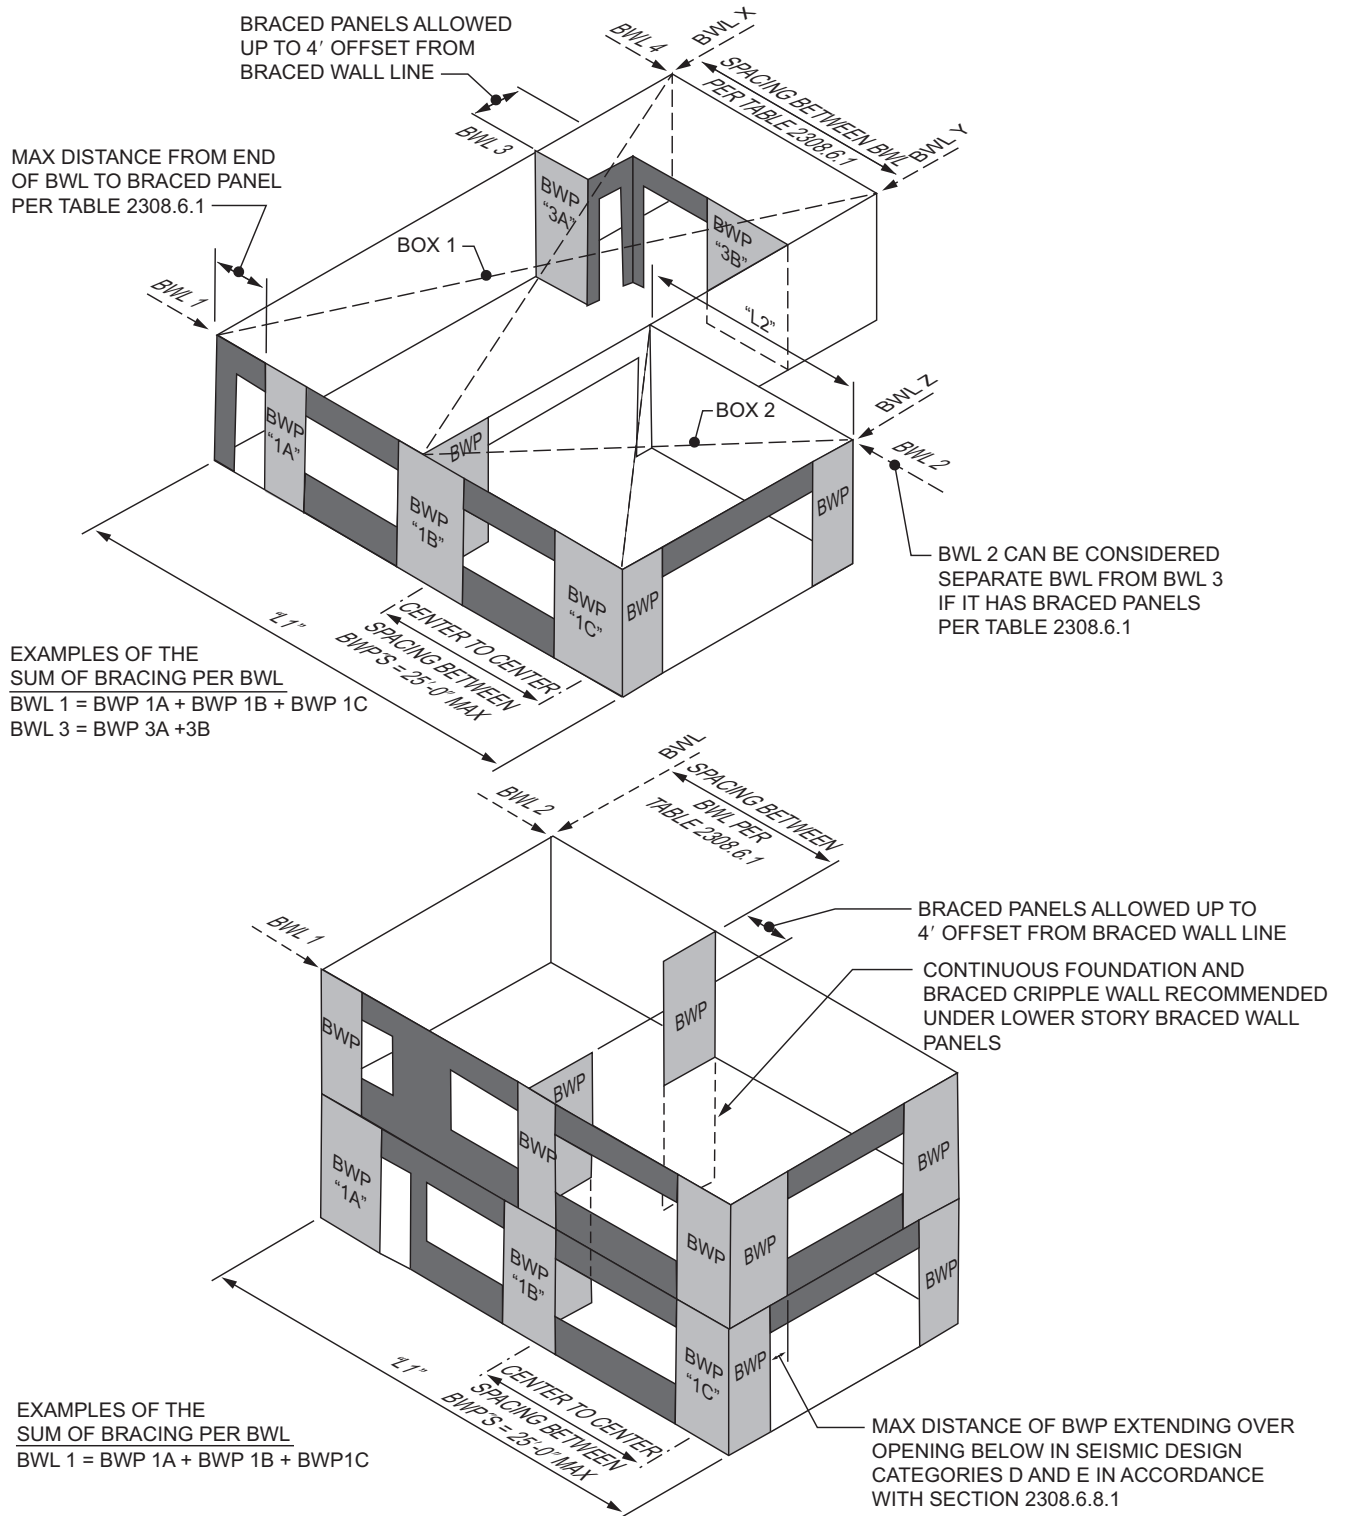 BRACED PANELS ALLOWED
UP TO 4′ OFFSET FROM
BRACED WALL LINE
BWL 4
BWL X
SPACING BETWEEN BWL
PER TABLE 2308.6.1
BWL Y
BWL 3
MAX DISTANCE FROM END
OF BWL TO BRACED PANEL
PER TABLE 2308.6.1
BWP
“3A”
BWP
“3B”
BOX 1
BWL 1
“L2”
BWL Z
BOX 2
BWL 2
BWP
“1A”
BWP
BWP
“1B”
BWP
BWP
“1C”
BWP
BWL 2 CAN BE CONSIDERED
SEPARATE BWL FROM BWL 3
IF IT HAS BRACED PANELS
PER TABLE 2308.6.1
“L1”
CENTER TO CENTER
SPACING BETWEEN
BWP’S = 25′-0” MAX
EXAMPLES OF THE
SUM OF BRACING PER BWL
BWL 1 = BWP 1A + BWP 1B + BWP 1C
BWL 3 = BWP 3A +3B
BWL
SPACING BETWEEN
BWL PER
TABLE 2308.6.1
BWL 2
BWL 1
BRACED PANELS ALLOWED UP TO
4′ OFFSET FROM BRACED WALL LINE
CONTINUOUS FOUNDATION AND
BRACED CRIPPLE WALL RECOMMENDED
UNDER LOWER STORY BRACED WALL
PANELS
BWP
BWP
BWP
BWP
BWP
BWP
BWP
BWP
“1A”
BWP
“1B”
BWP
BWP
“1C”
BWP
“L1”
CENTER TO CENTER
SPACING BETWEEN
BWP’S = 25′-0” MAX
EXAMPLES OF THE
SUM OF BRACING PER BWL
BWL 1 = BWP 1A + BWP 1B + BWP1C
MAX DISTANCE OF BWP EXTENDING OVER
OPENING BELOW IN SEISMIC DESIGN
CATEGORIES D AND E IN ACCORDANCE
WITH SECTION 2308.6.8.1